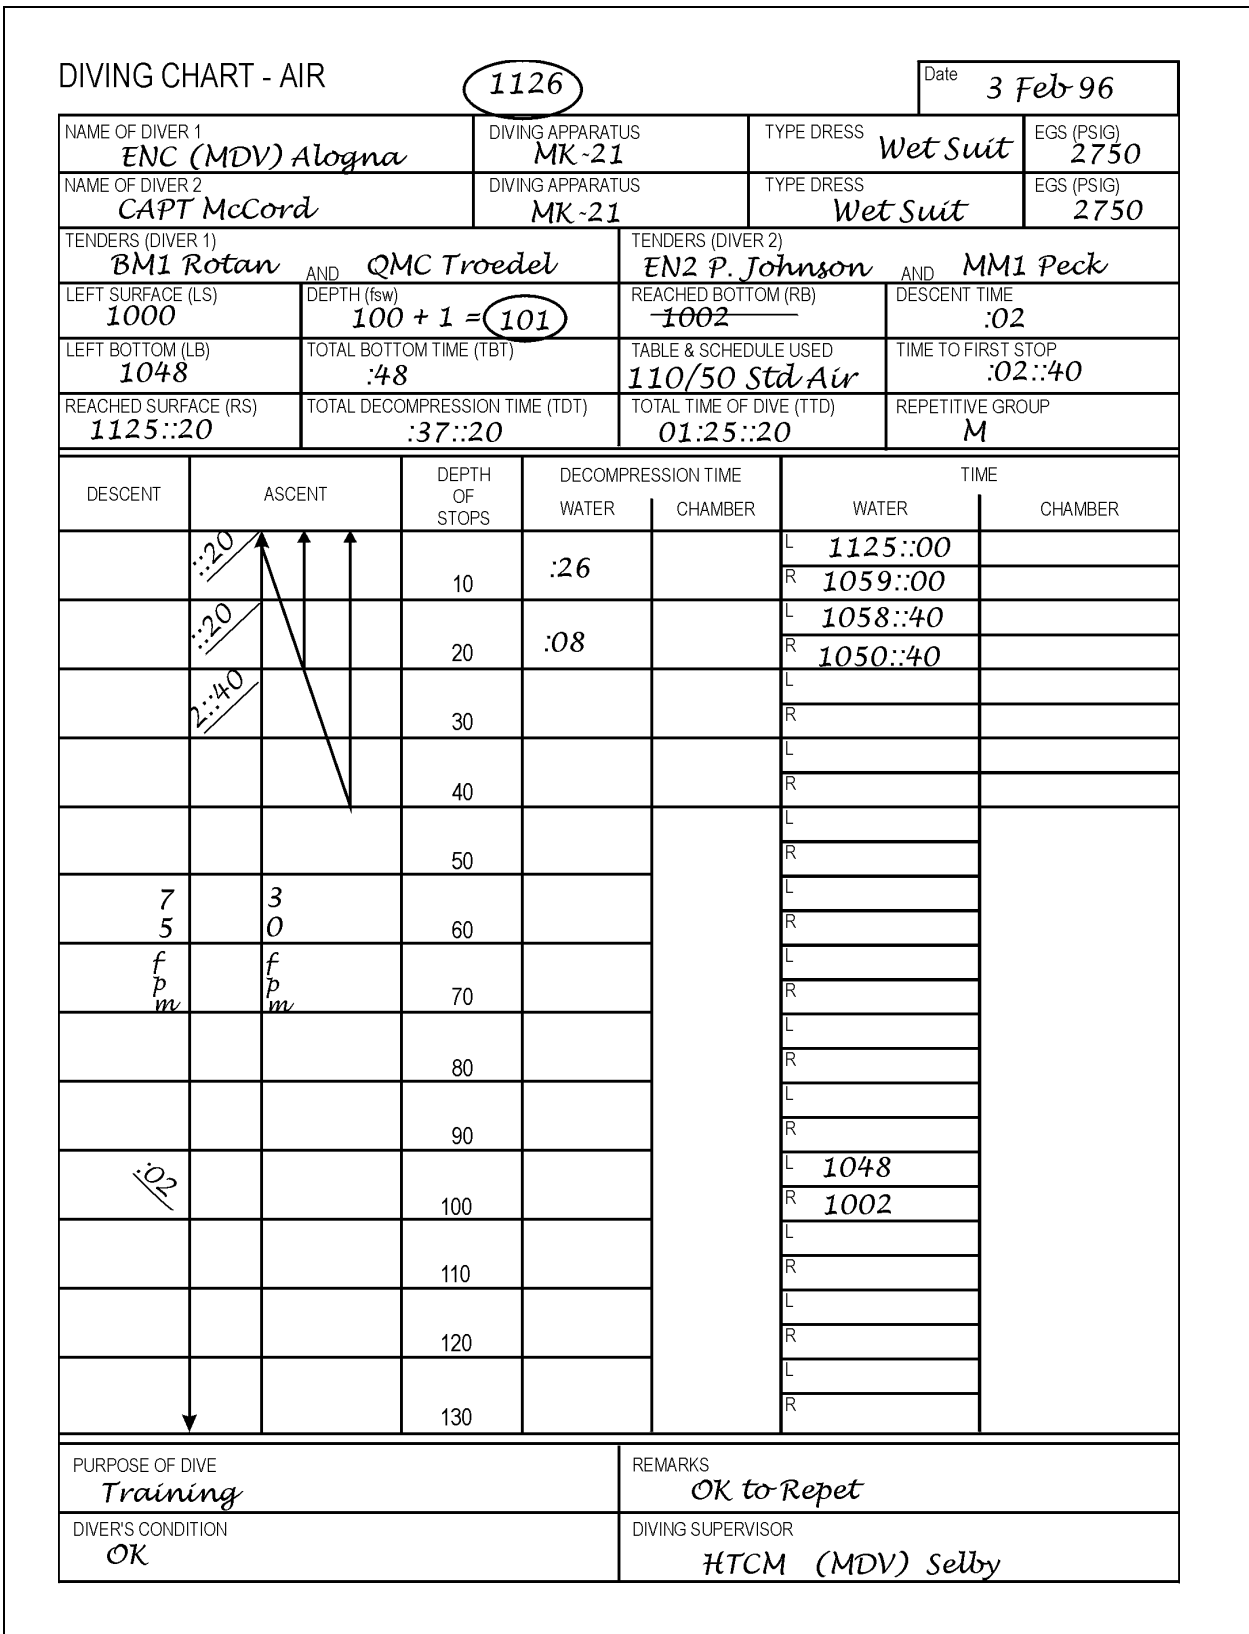 DIVING CHART - AIR 1126 Date 3 Feb 96
NAME OF DIVER 1 DIVING APPARATUS TYPE DRESS EGS (PSIG)
ENC (MDV) Alogna MK-21 Wet Suit 2750
NAME OF DIVER 2 DIVING APPARATUS TYPE DRESS EGS (PSIG)
CAPT McCord MK-21 Wet Suit 2750
TENDERS (DIVER 1) TENDERS (DIVER 2)
BM1 Rotan AND QMC Troedel EN2 P. Johnson AND MM1 Peck
LEFT SURFACE (LS) DEPTH (fsw) REACHED BOTTOM (RB) DESCENT TIME
1000 100 + 1 = 101 1002 :02
LEFT BOTTOM (LB) TOTAL BOTTOM TIME (TBT) TABLE & SCHEDULE USED TIME TO FIRST STOP
1048 :48 110/50 Std Air :02::40
REACHED SURFACE (RS) TOTAL DECOMPRESSION TIME (TDT) TOTAL TIME OF DIVE (TTD) REPETITIVE GROUP
1125::20 :37::20 01:25::20 M
DESCENT ASCENT DEPTH OF STOPS DECOMPRESSION TIME TIME
WATER CHAMBER WATER CHAMBER
::20 L 1125::00
10 :26 R 1059::00
::20 L 1058::40
20 :08 R 1050::40
2::40 L
30 R
L
40 R
L
50 R
7 3 L
5 0 60 R
f f L
p p
m m 70 R
L
80 R
L
90 R
:02 L 1048
100 R 1002
L
110 R
L
120 R
L
130 R
PURPOSE OF DIVE REMARKS
Training OK to Repet
DIVER'S CONDITION DIVING SUPERVISOR
OK HTCM (MDV) Selby